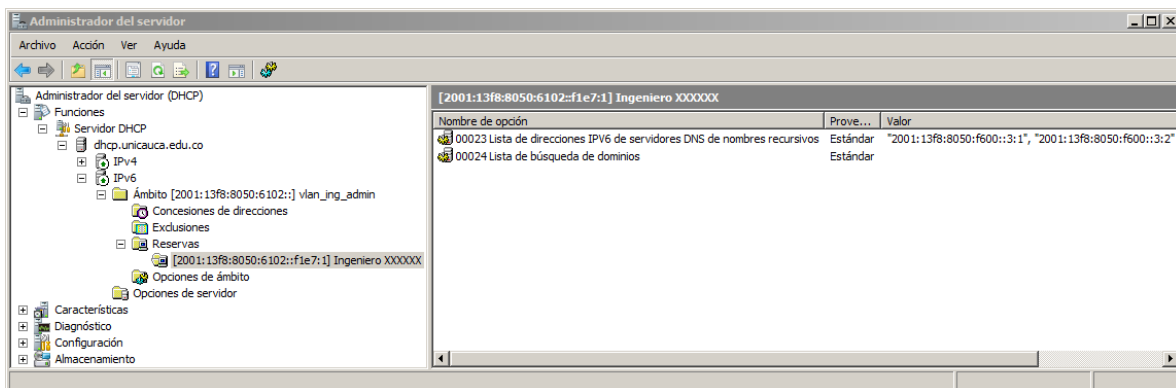 Administrador del servidor
Archivo Acción Ver Ayuda
Administrador del servidor (DHCP)
Funciones
Servidor DHCP
dhcp.unicauca.edu.co
IPv4
IPv6
Ámbito [2001:13f8:8050:6102::] vlan_ing_admin
Concesiones de direcciones
Exclusiones
Reservas
[2001:13f8:8050:6102::f1e7:1] Ingeniero XXXXXX
Opciones de ámbito
Opciones de servidor
Características
Diagnóstico
Configuración
Almacenamiento
[2001:13f8:8050:6102::f1e7:1] Ingeniero XXXXXX
Nombre de opción Prove... Valor
00023 Lista de direcciones IPV6 de servidores DNS de nombres recursivos Estándar "2001:13f8:8050:f600::3:1", "2001:13f8:8050:f600::3:2"
00024 Lista de búsqueda de dominios Estándar